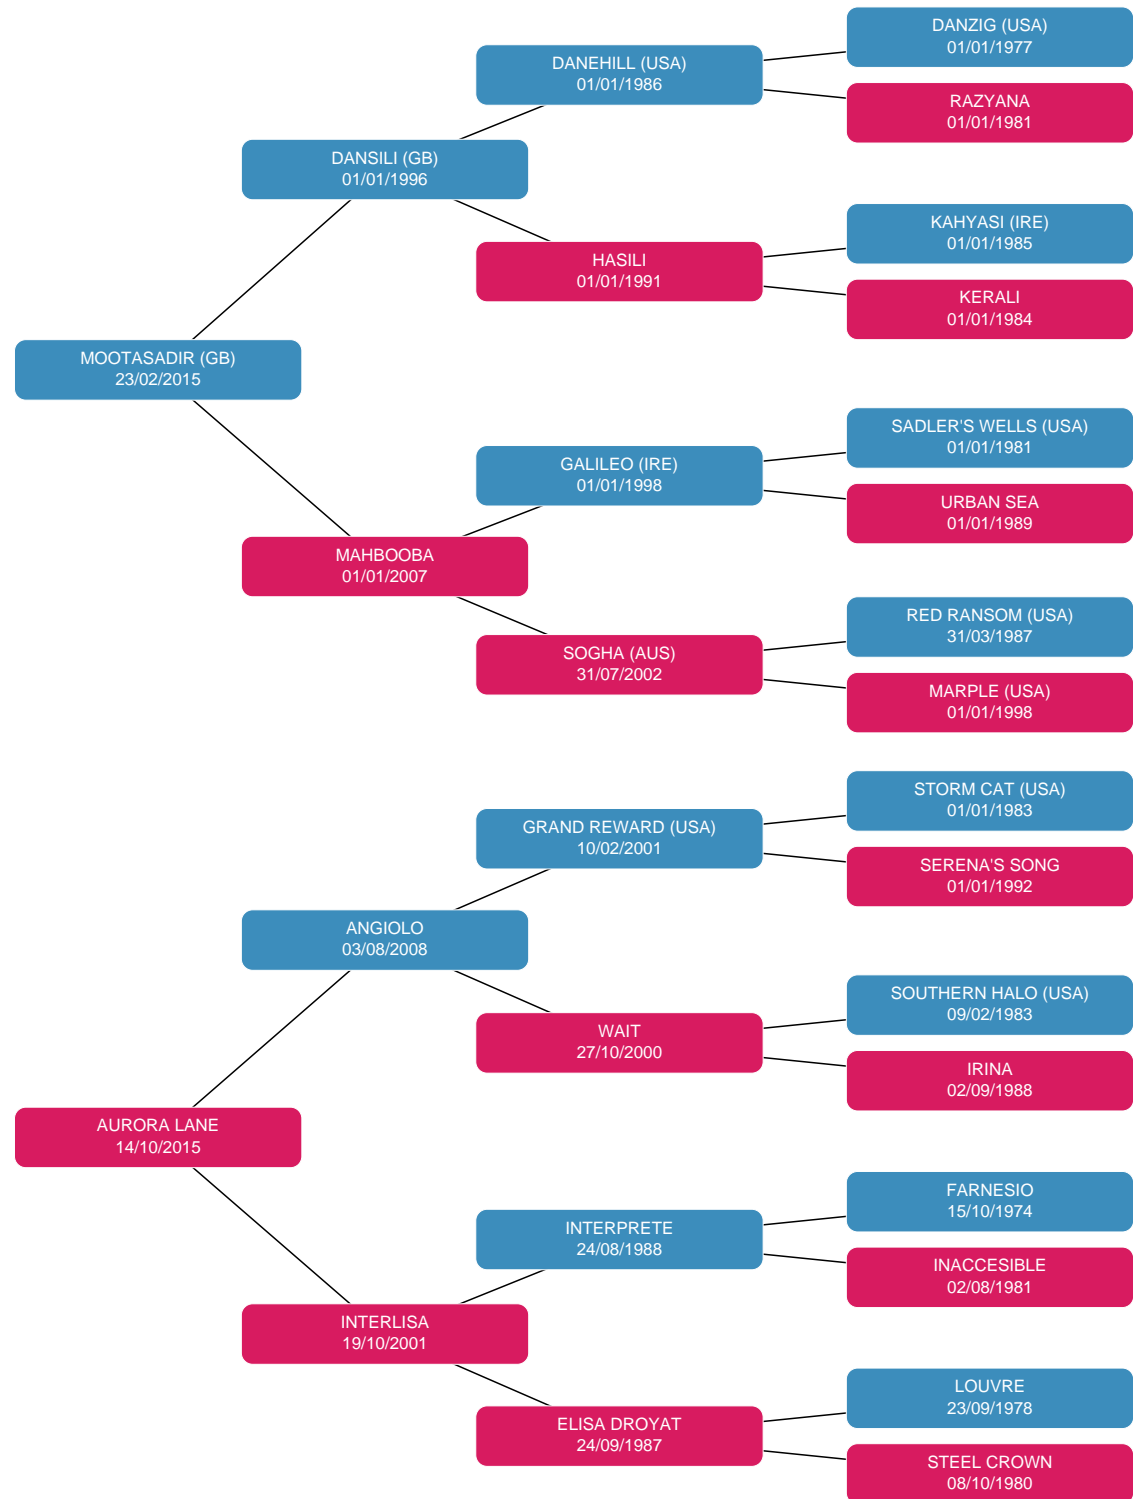 DANZIG (USA)
01/01/1977
DANEHILL (USA)
01/01/1986
RAZYANA
01/01/1981
DANSILI (GB)
01/01/1996
KAHYASI (IRE)
01/01/1985
HASILI
01/01/1991
KERALI
01/01/1984
MOOTASADIR (GB)
23/02/2015
SADLER'S WELLS (USA)
01/01/1981
GALILEO (IRE)
01/01/1998
URBAN SEA
01/01/1989
MAHBOOBA
01/01/2007
RED RANSOM (USA)
31/03/1987
SOGHA (AUS)
31/07/2002
MARPLE (USA)
01/01/1998
STORM CAT (USA)
01/01/1983
GRAND REWARD (USA)
10/02/2001
SERENA'S SONG
01/01/1992
ANGIOLO
03/08/2008
SOUTHERN HALO (USA)
09/02/1983
WAIT
27/10/2000
IRINA
02/09/1988
AURORA LANE
14/10/2015
FARNESIO
15/10/1974
INTERPRETE
24/08/1988
INACCESIBLE
02/08/1981
INTERLISA
19/10/2001
LOUVRE
23/09/1978
ELISA DROYAT
24/09/1987
STEEL CROWN
08/10/1980